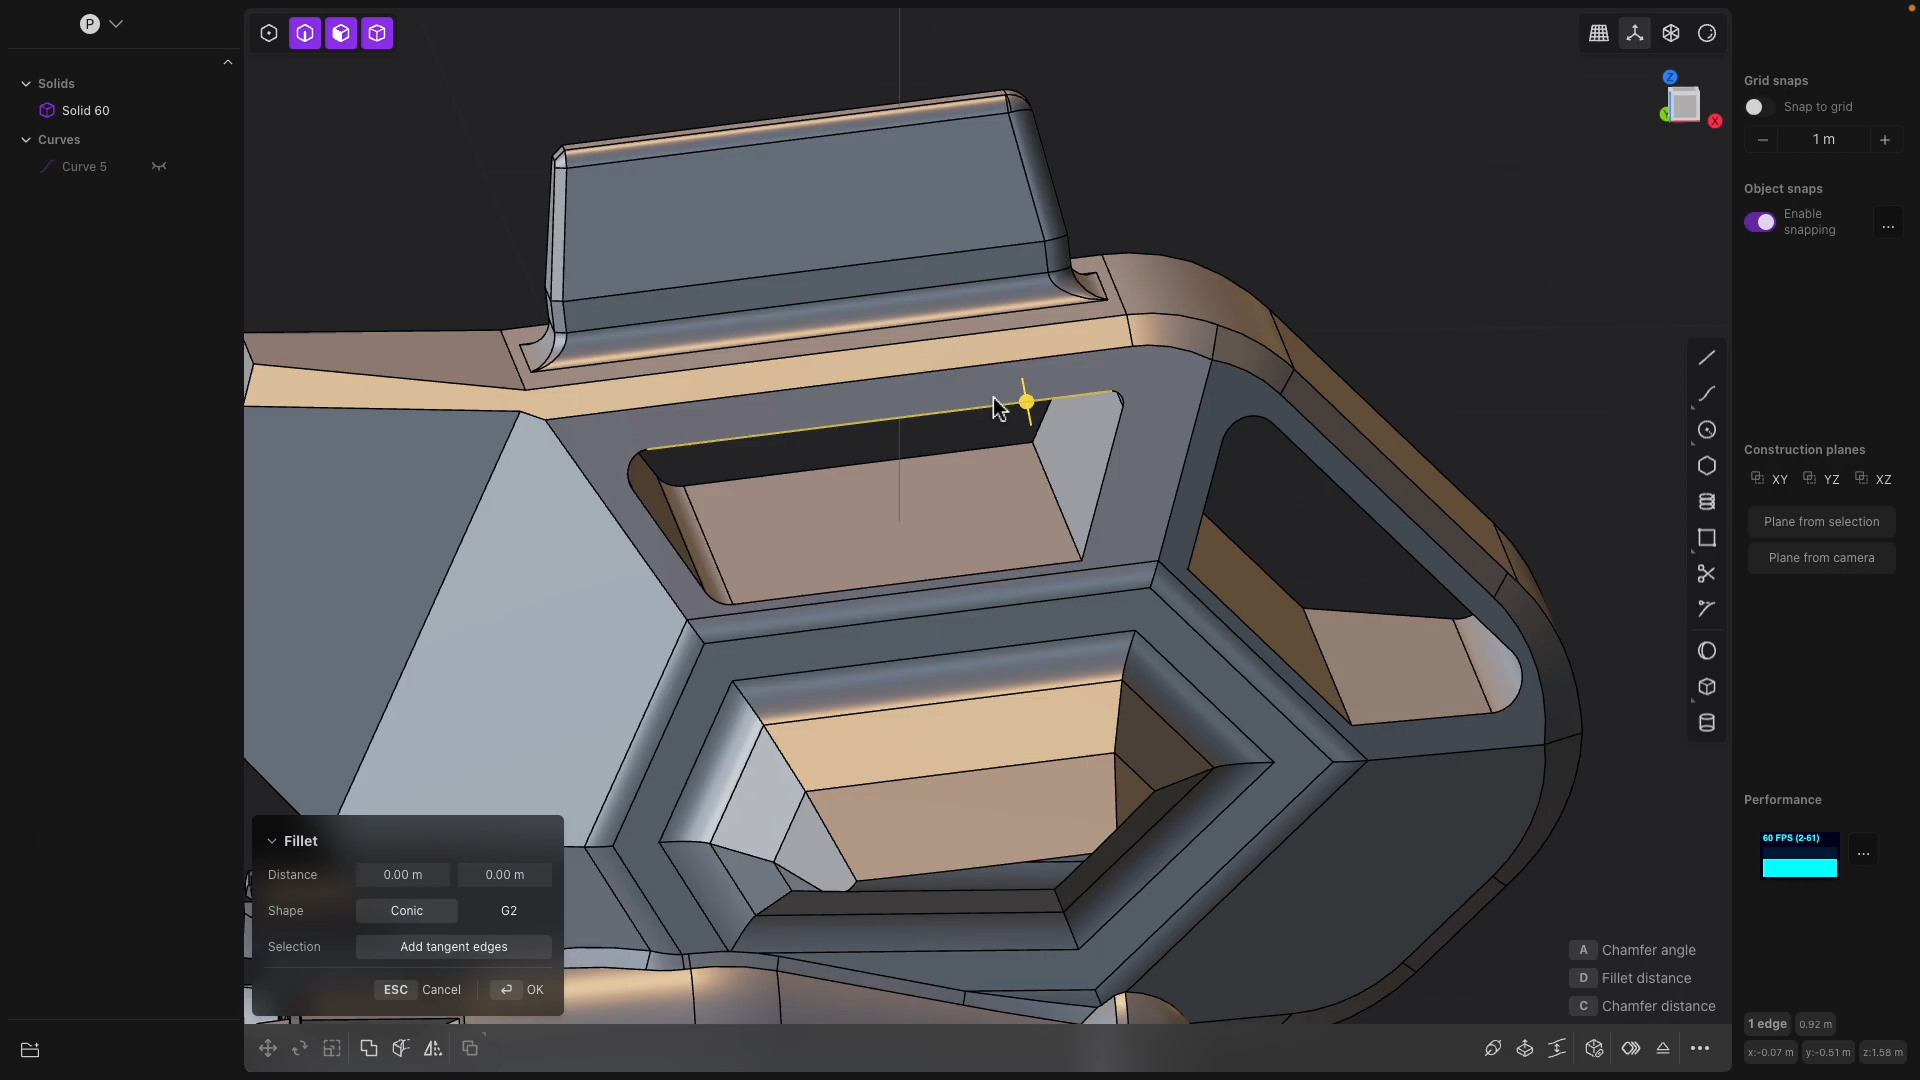 P
Solids
Solid 60
Curves
Curve 5
Z
Y
X
Grid snaps
Snap to grid
1 m
Object snaps
Enable
snapping
...
Construction planes
XY YZ XZ
Plane from selection
Plane from camera
Performance
60 FPS (2-61)
...
Fillet
Distance 0.00 m 0.00 m
Shape Conic G2
Selection Add tangent edges
ESC Cancel OK
A Chamfer angle
D Fillet distance
C Chamfer distance
1 edge 0.92 m
x:-0.07 m y:-0.51 m z:1.58 m